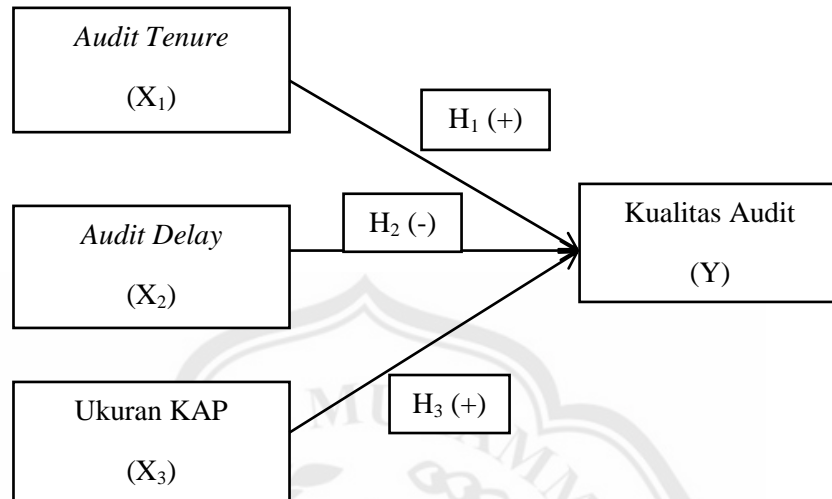 Audit Tenure
(X₁)
H₁ (+)
Audit Delay
(X₂)
H₂ (-)
Kualitas Audit
(Y)
Ukuran KAP
(X₃)
H₃ (+)